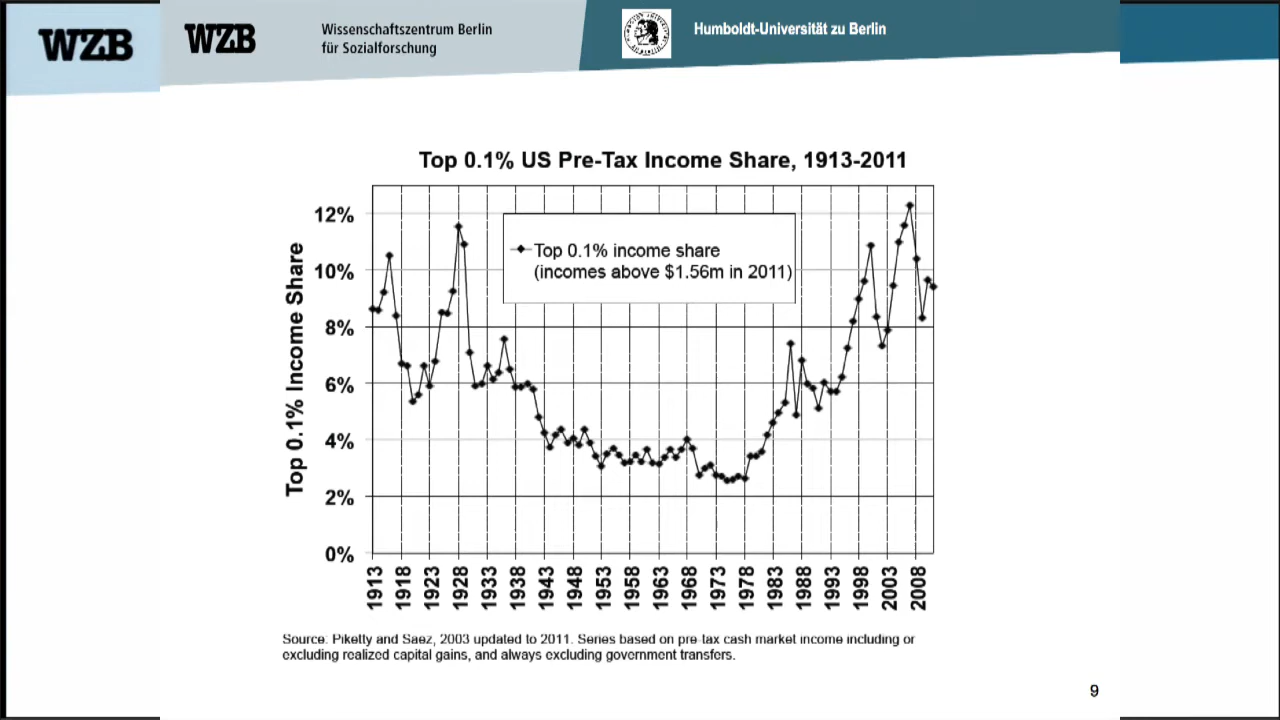 WZB
WZB
Wissenschaftszentrum Berlin
für Sozialforschung
Humboldt-Universität zu Berlin
Top 0.1% US Pre-Tax Income Share, 1913-2011
Top 0.1% Income Share
12%
10%
8%
6%
4%
2%
0%
Top 0.1% income share
(incomes above $1.56m in 2011)
1913
1918
1923
1928
1933
1938
1943
1948
1953
1958
1963
1968
1973
1978
1983
1988
1993
1998
2003
2008
Source: Piketty and Saez, 2003 updated to 2011. Series based on pre-tax cash market income including or
excluding realized capital gains, and always excluding government transfers.
9